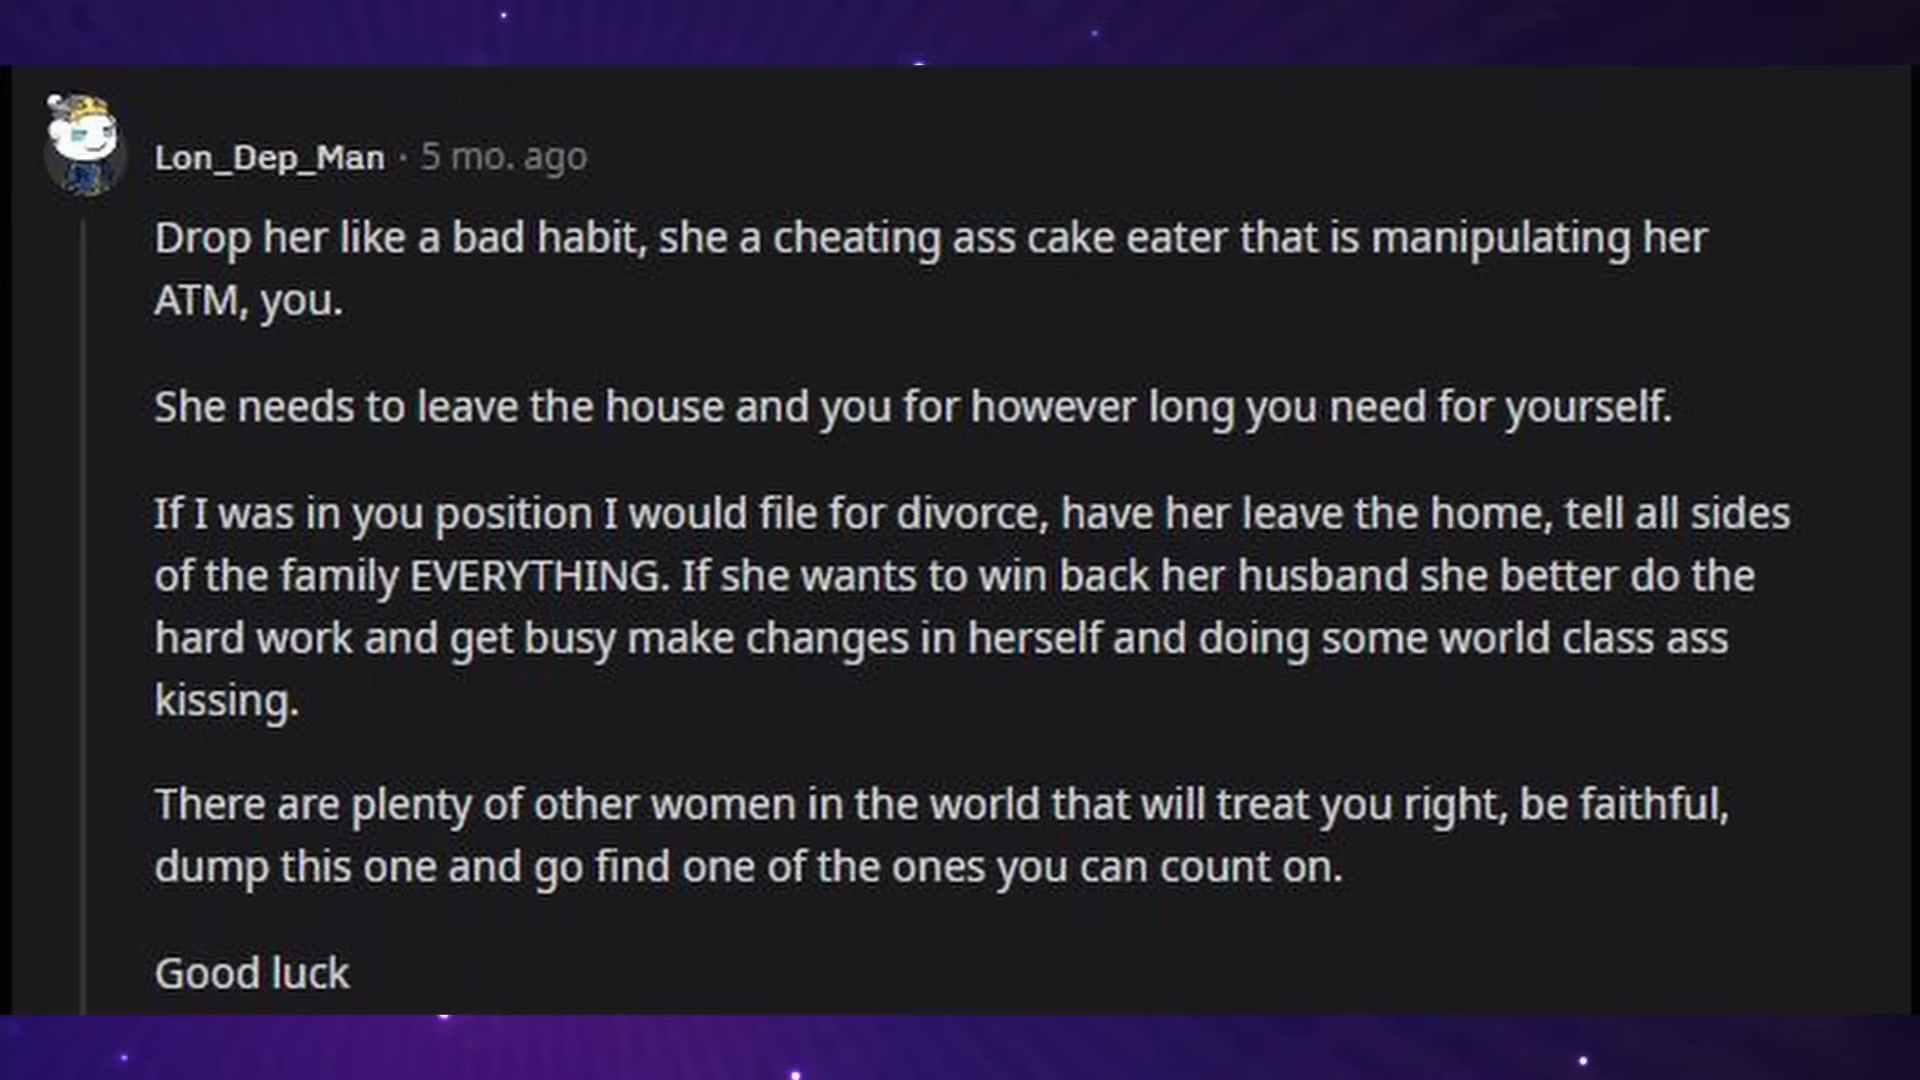 Lon_Dep_Man · 5 mo. ago
Drop her like a bad habit, she a cheating ass cake eater that is manipulating her
ATM, you.
She needs to leave the house and you for however long you need for yourself.
If I was in you position I would file for divorce, have her leave the home, tell all sides
of the family EVERYTHING. If she wants to win back her husband she better do the
hard work and get busy make changes in herself and doing some world class ass
kissing.
There are plenty of other women in the world that will treat you right, be faithful,
dump this one and go find one of the ones you can count on.
Good luck